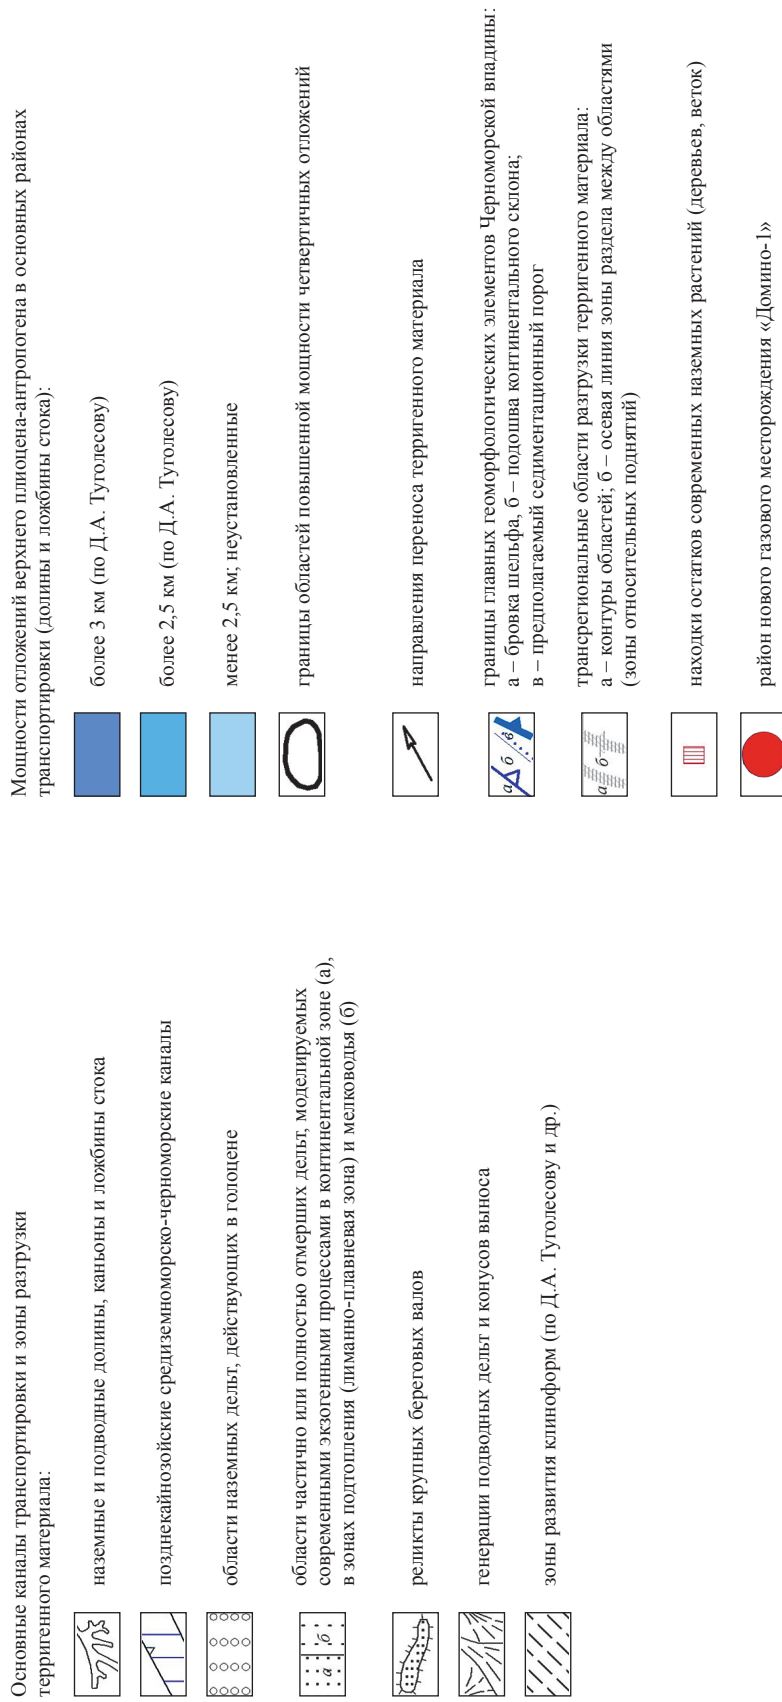 Основные каналы транспортировки и зоны разгрузки
терригенного материала:
наземные и подводные долины, каньоны и ложбины стока
позднекайнозойские средиземноморско-черноморские каналы
области наземных дельт, действующих в голоцене
а
б
области частично или полностью отмерших дельт, моделируемых
современными экзогенными процессами в континентальной зоне (а),
в зонах подтопления (лиманно-плавневая зона) и мелководья (б)
реликты крупных береговых валов
генерации подводных дельт и конусов выноса
зоны развития клиноформ (по Д.А. Туголесову и др.)
Мощности отложений верхнего плиоцена-антропогена в основных районах
транспортировки (долины и ложбины стока):
более 3 км (по Д.А. Туголесову)
более 2,5 км (по Д.А. Туголесову)
менее 2,5 км; неустановленные
границы областей повышенной мощности четвертичных отложений
направления переноса терригенного материала
а б в
границы главных геоморфологических элементов Черноморской впадины:
а – бровка шельфа, б – подошва континентального склона;
в – предполагаемый седиментационный порог
а б
трансрегиональные области разгрузки терригенного материала:
а – контуры областей; б – осевая линия зоны раздела между областями
(зоны относительных поднятий)
находки остатков современных наземных растений (деревьев, веток)
район нового газового месторождения «Домино-1»